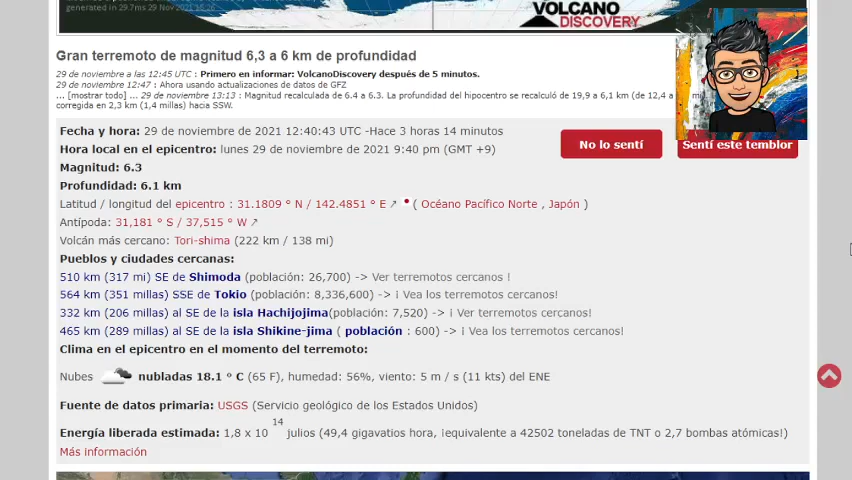 generated in 29.7ms 29 Nov 2021 16:26
VOLCANO
DISCOVERY
Gran terremoto de magnitud 6,3 a 6 km de profundidad
29 de noviembre a las 12:45 UTC : Primero en informar: VolcanoDiscovery después de 5 minutos.
29 de noviembre 12:47 : Ahora usando actualizaciones de datos de GFZ
... [mostrar todo] ... 29 de noviembre 13:13 : Magnitud recalculada de 6.4 a 6.3. La profundidad del hipocentro se recalculó de 19,9 a 6,1 km (de 12,4 a
corregida en 2,3 km (1,4 millas) hacia SSW.
Fecha y hora: 29 de noviembre de 2021 12:40:43 UTC -Hace 3 horas 14 minutos
No lo sentí
Sentí este temblor
Hora local en el epicentro: lunes 29 de noviembre de 2021 9:40 pm (GMT +9)
Magnitud: 6.3
Profundidad: 6.1 km
Latitud / longitud del epicentro : 31.1809 ° N / 142.4851 ° E ↗ ( Océano Pacífico Norte , Japón )
Antípoda: 31,181 ° S / 37,515 ° W ↗
Volcán más cercano: Tori-shima (222 km / 138 mi)
Pueblos y ciudades cercanas:
510 km (317 mi) SE de Shimoda (población: 26,700) -> Ver terremotos cercanos !
564 km (351 millas) SSE de Tokio (población: 8,336,600) -> ¡ Vea los terremotos cercanos!
332 km (206 millas) al SE de la isla Hachijojima(población: 7,520) -> ¡ Ver terremotos cercanos!
465 km (289 millas) al SE de la isla Shikine-jima ( población : 600) -> ¡ Vea los terremotos cercanos!
Clima en el epicentro en el momento del terremoto:
Nubes nubladas 18.1 ° C (65 F), humedad: 56%, viento: 5 m / s (11 kts) del ENE
Fuente de datos primaria: USGS (Servicio geológico de los Estados Unidos)
Energía liberada estimada: 1,8 x 10 14 julios (49,4 gigavatios hora, ¡equivalente a 42502 toneladas de TNT o 2,7 bombas atómicas!)
Más información